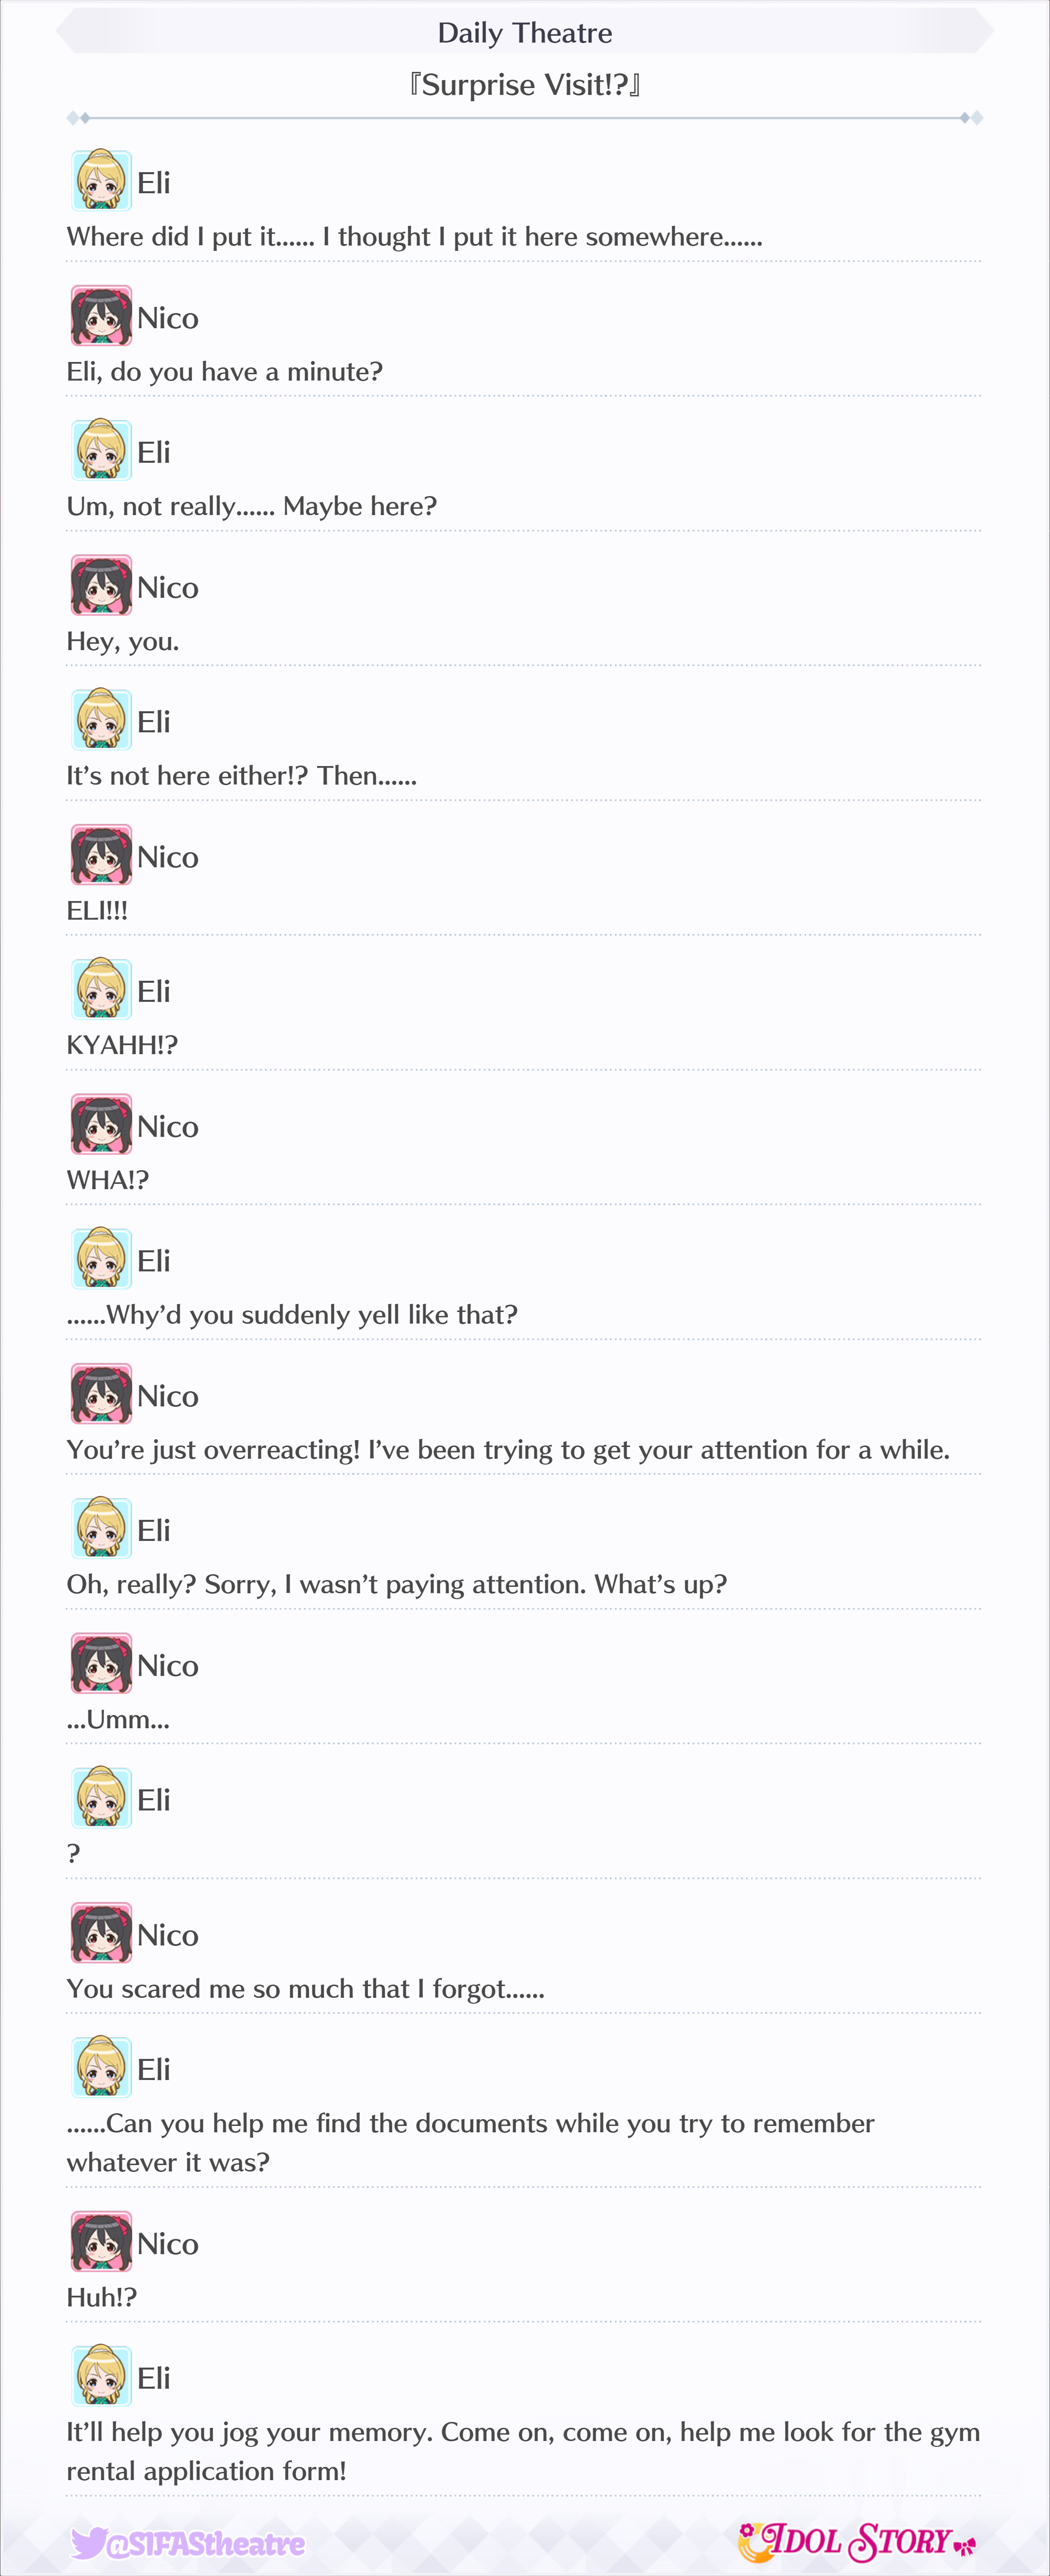 Daily Theatre
『Surprise Visit!?』
Eli
Where did I put it...... I thought I put it here somewhere......
Nico
Eli, do you have a minute?
Eli
Um, not really...... Maybe here?
Nico
Hey, you.
Eli
It’s not here either!? Then......
Nico
ELI!!!
Eli
KYAHH!?
Nico
WHA!?
Eli
......Why’d you suddenly yell like that?
Nico
You’re just overreacting! I’ve been trying to get your attention for a while.
Eli
Oh, really? Sorry, I wasn’t paying attention. What’s up?
Nico
...Umm...
Eli
?
Nico
You scared me so much that I forgot......
Eli
......Can you help me find the documents while you try to remember
whatever it was?
Nico
Huh!?
Eli
It’ll help you jog your memory. Come on, come on, help me look for the gym
rental application form!
@SIFAStheatre
IDOL STORY